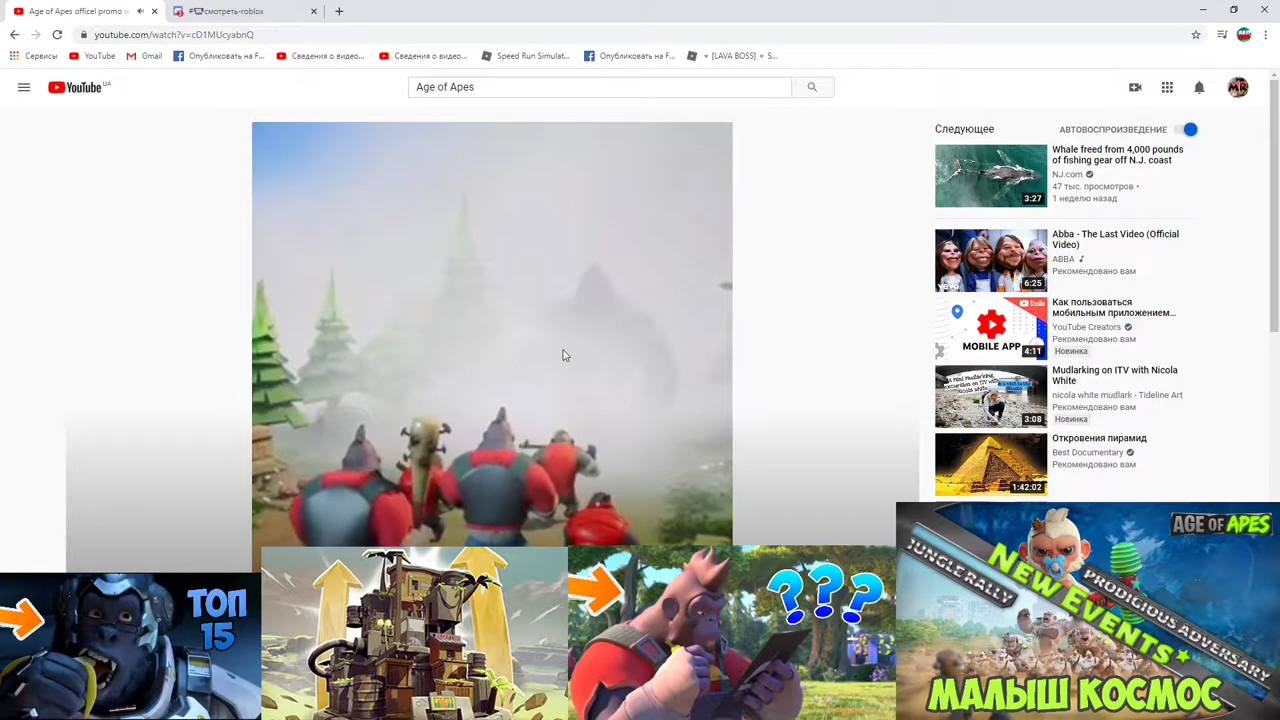 Age of Apes officel promo v
#смотреть-roblox
youtube.com/watch?v=cD1MUcyabnQ
Сервисы
YouTube
Gmail
Опубликовать на F...
Сведения о видео...
Сведения о видео...
Speed Run Simulat...
Опубликовать на F...
[LAVA BOSS] = S...
YouTube UA
Age of Apes
MR
Следующее
АВТОВОСПРОИЗВЕДЕНИЕ
Whale freed from 4,000 pounds
of fishing gear off N.J. coast
NJ.com
47 тыс. просмотров •
1 неделю назад
3:27
Abba - The Last Video (Official
Video)
ABBA
Рекомендовано вам
vevo
6:25
Как пользоваться
мобильным приложением...
YouTube Creators
Рекомендовано вам
Новинка
Studio
MOBILE APP
4:11
Mudlarking on ITV with Nicola
White
nicola white mudlark - Tideline Art
Рекомендовано вам
Новинка
3:08
Откровения пирамид
Best Documentary
Рекомендовано вам
1:42:02
ТОП
15
???
AGE OF APES
JUNGLE RALLY
NEW EVENTS*
PRODIGIOUS ADVERSARY
МАЛЫШ КОСМОС